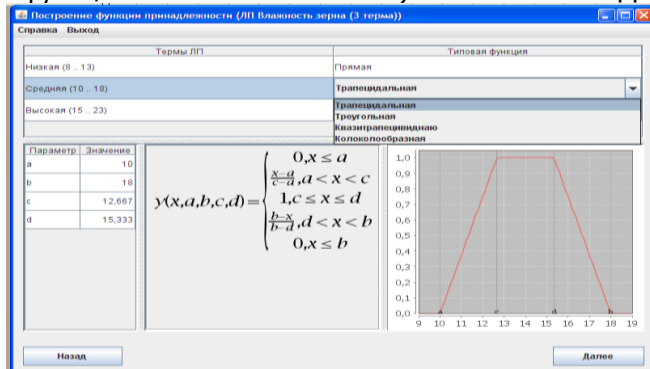 Построение функции принадлежности (ЛП Влажность зерна (3 терма))
Справка Выход
Термы ЛП Типовая функция
Низкая (8 .. 13) Прямая
Средняя (10 .. 18) Трапецидальная
Высокая (15 .. 23)
Трапецидальная
Треугольная
Квазитрапецивиднаю
Колоколообразная
Параметр Значение
a 10
b 18
c 12,667
d 15,333
y(x,a,b,c,d)=
0,x ≤ a
x−a/c−a,a < x < c
1,c ≤ x ≤ d
b−x/b−d,d < x < b
0,x ≤ b
1,0
0,9
0,8
0,7
0,6
0,5
0,4
0,3
0,2
0,1
0,0
a c d b
9 10 11 12 13 14 15 16 17 18 19
Назад Далее